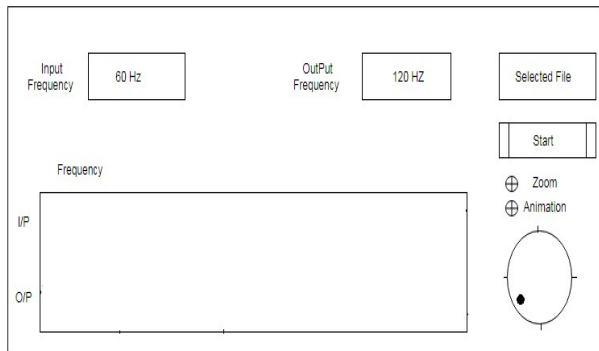 Input
Frequency
60 Hz
OutPut
Frequency
120 HZ
Selected File
Start
Frequency
Zoom
Animation
I/P
O/P